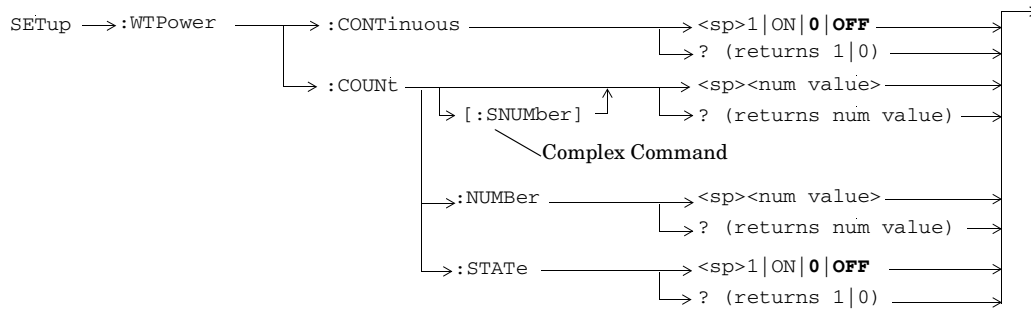 SETup :WTPower :CONTinuous <sp>1|ON|0|OFF
? (returns 1|0)
:COUNt <sp><num value>
[:SNUMber] ? (returns num value)
Complex Command
:NUMBer <sp><num value>
? (returns num value)
:STATe <sp>1|ON|0|OFF
? (returns 1|0)